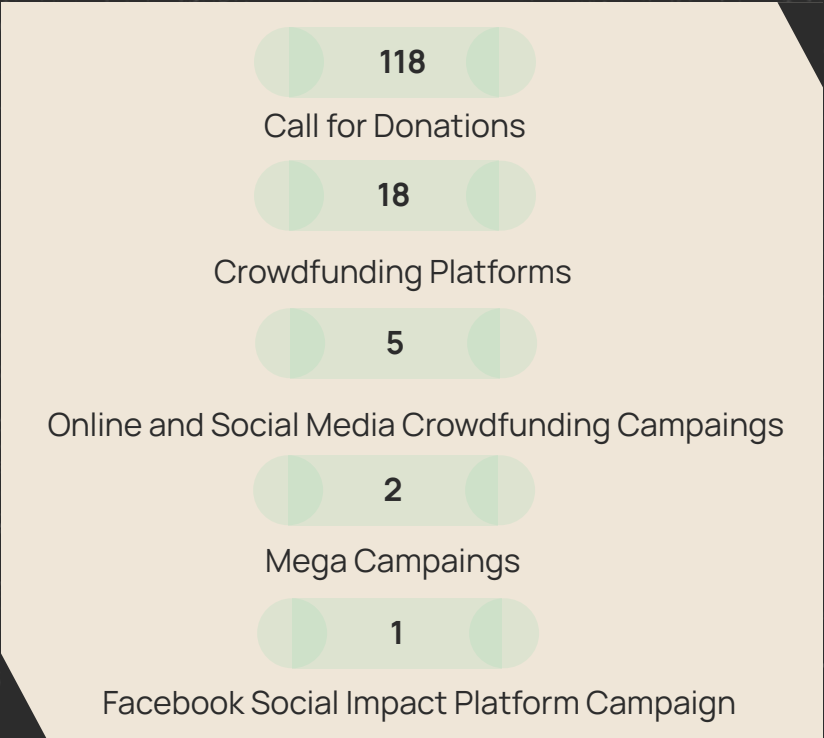 118
Call for Donations
18
Crowdfunding Platforms
5
Online and Social Media Crowdfunding Campaings
2
Mega Campaings
1
Facebook Social Impact Platform Campaign